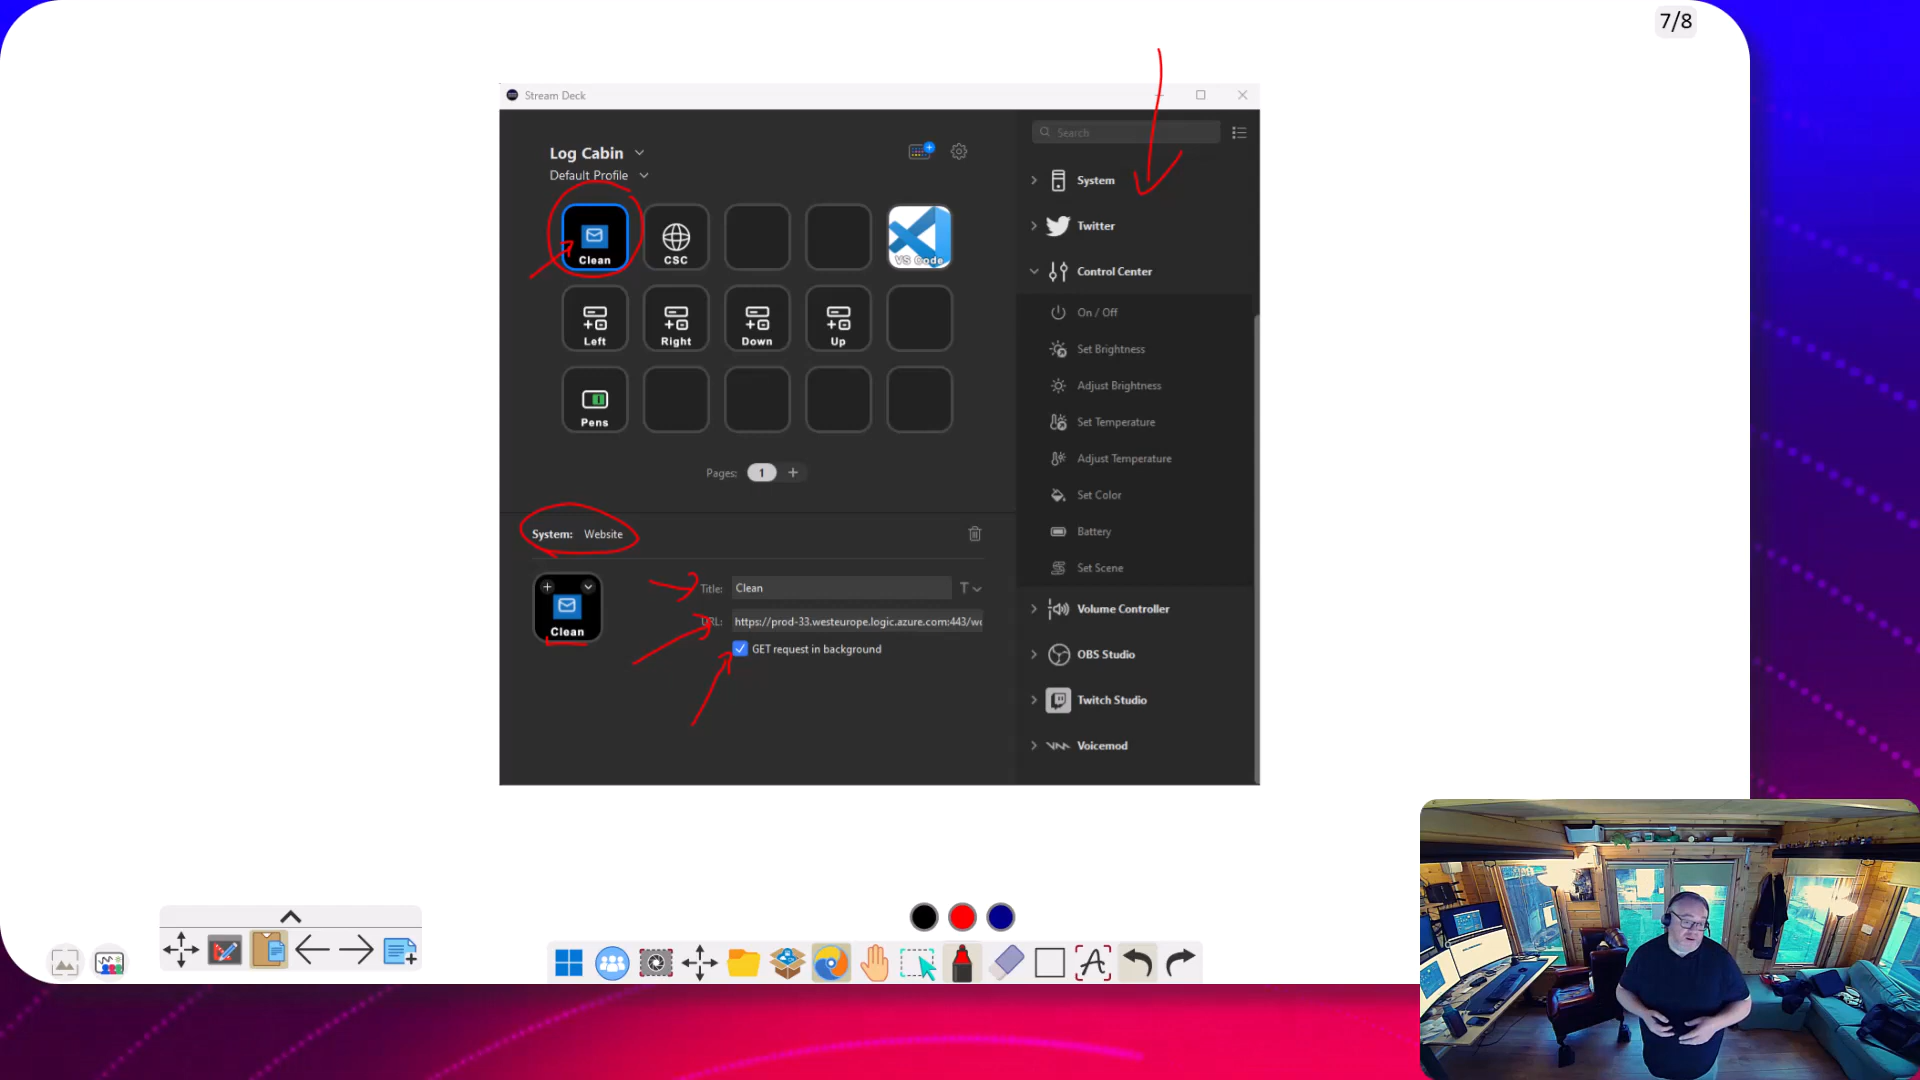 7/8
Stream Deck
Log Cabin
Default Profile
Search
Clean
CSC
VS Code
Left
Right
Down
Up
Pens
Pages: 1 +
System
Twitter
Control Center
On / Off
Set Brightness
Adjust Brightness
Set Temperature
Adjust Temperature
Set Color
Battery
Set Scene
Volume Controller
OBS Studio
Twitch Studio
Voicemod
System: Website
Clean
Title: Clean
T
URL: https://prod-33.westeurope.logic.azure.com:443/wo
GET request in background